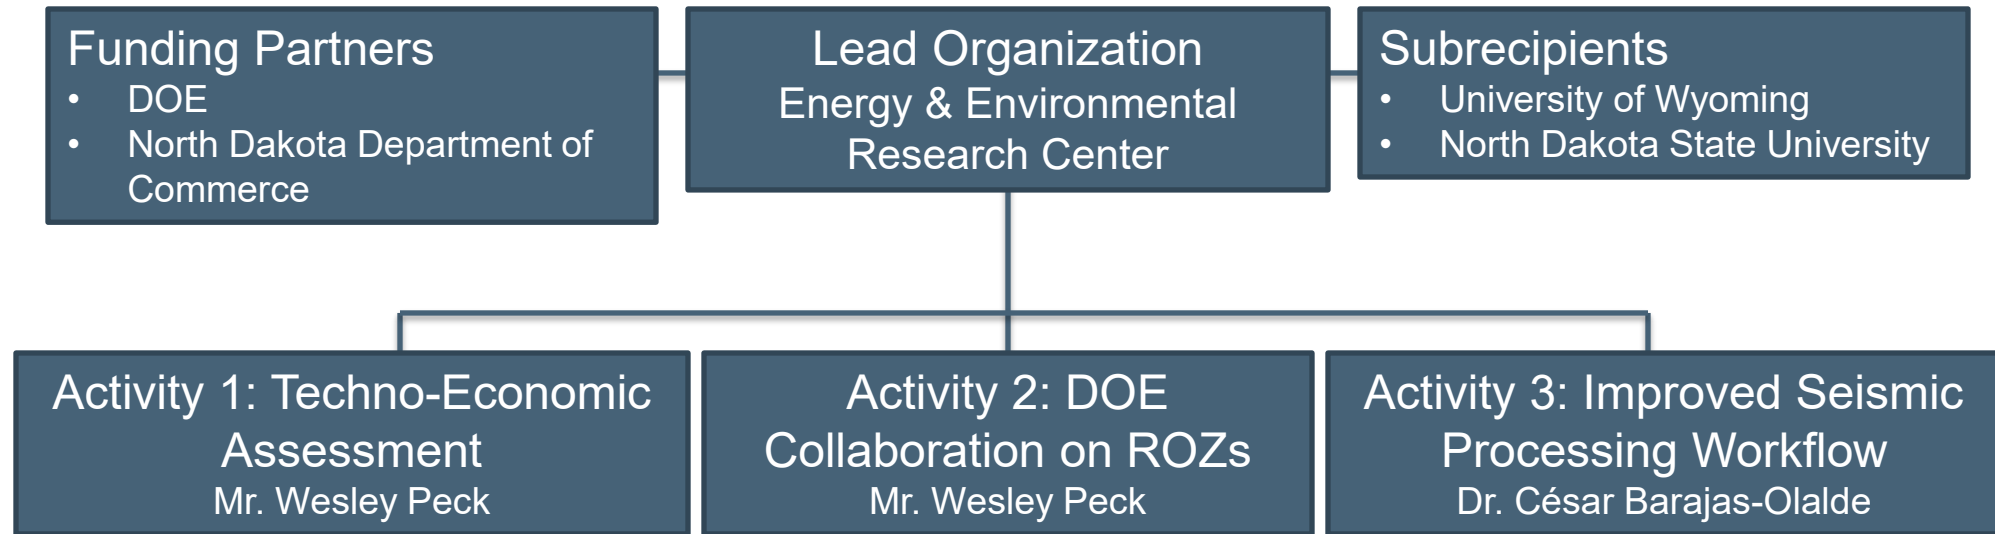 Funding Partners
• DOE
• North Dakota Department of
Commerce
Lead Organization
Energy & Environmental
Research Center
Subrecipients
• University of Wyoming
• North Dakota State University
Activity 1: Techno-Economic
Assessment
Mr. Wesley Peck
Activity 2: DOE
Collaboration on ROZs
Mr. Wesley Peck
Activity 3: Improved Seismic
Processing Workflow
Dr. César Barajas-Olalde